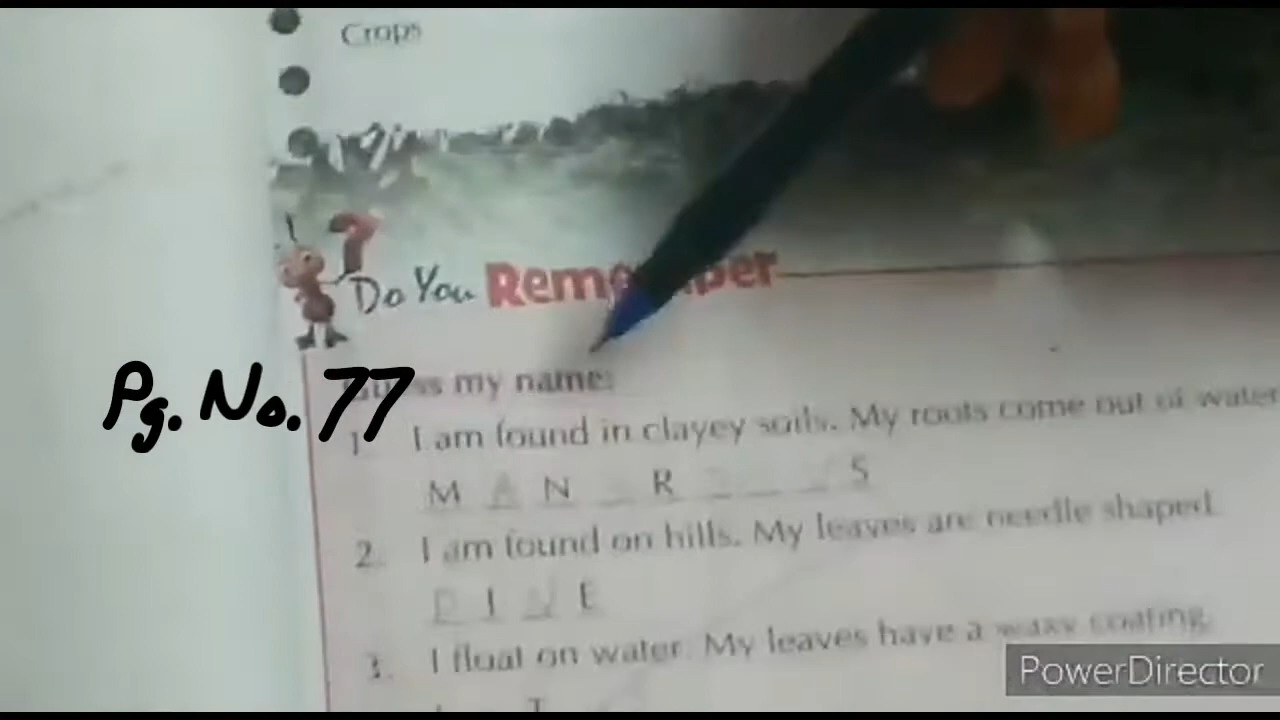 Crops
?
Do You Remember
Pg. No. 77
my name:
1. I am found in clayey soils. My roots come out of water
M A N _ R _ _ _ S
2. I am found on hills. My leaves are needle shaped.
P I N E
3. I float on water. My leaves have a waxy coating.
PowerDirector